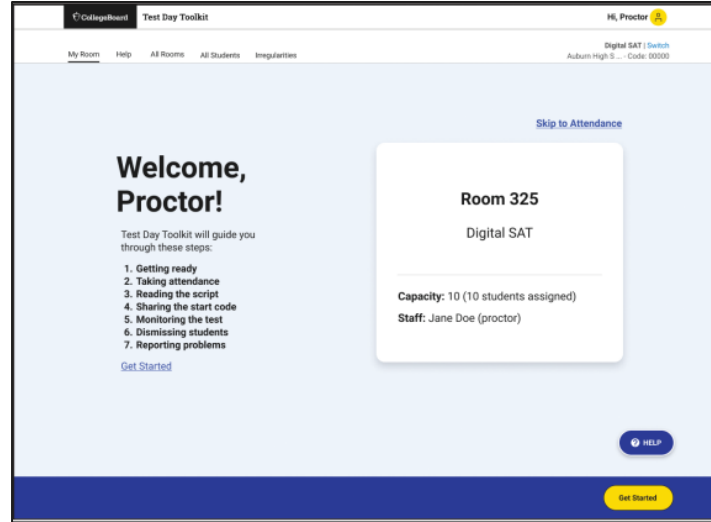 CollegeBoard
Test Day Toolkit
Hi, Proctor
My Room Help All Rooms All Students Irregularities
Digital SAT | Switch
Auburn High S ... - Code: 00000
Skip to Attendance
Welcome,
Proctor!
Test Day Toolkit will guide you
through these steps:
1. Getting ready
2. Taking attendance
3. Reading the script
4. Sharing the start code
5. Monitoring the test
6. Dismissing students
7. Reporting problems
Get Started
Room 325
Digital SAT
Capacity: 10 (10 students assigned)
Staff: Jane Doe (proctor)
? HELP
Get Started